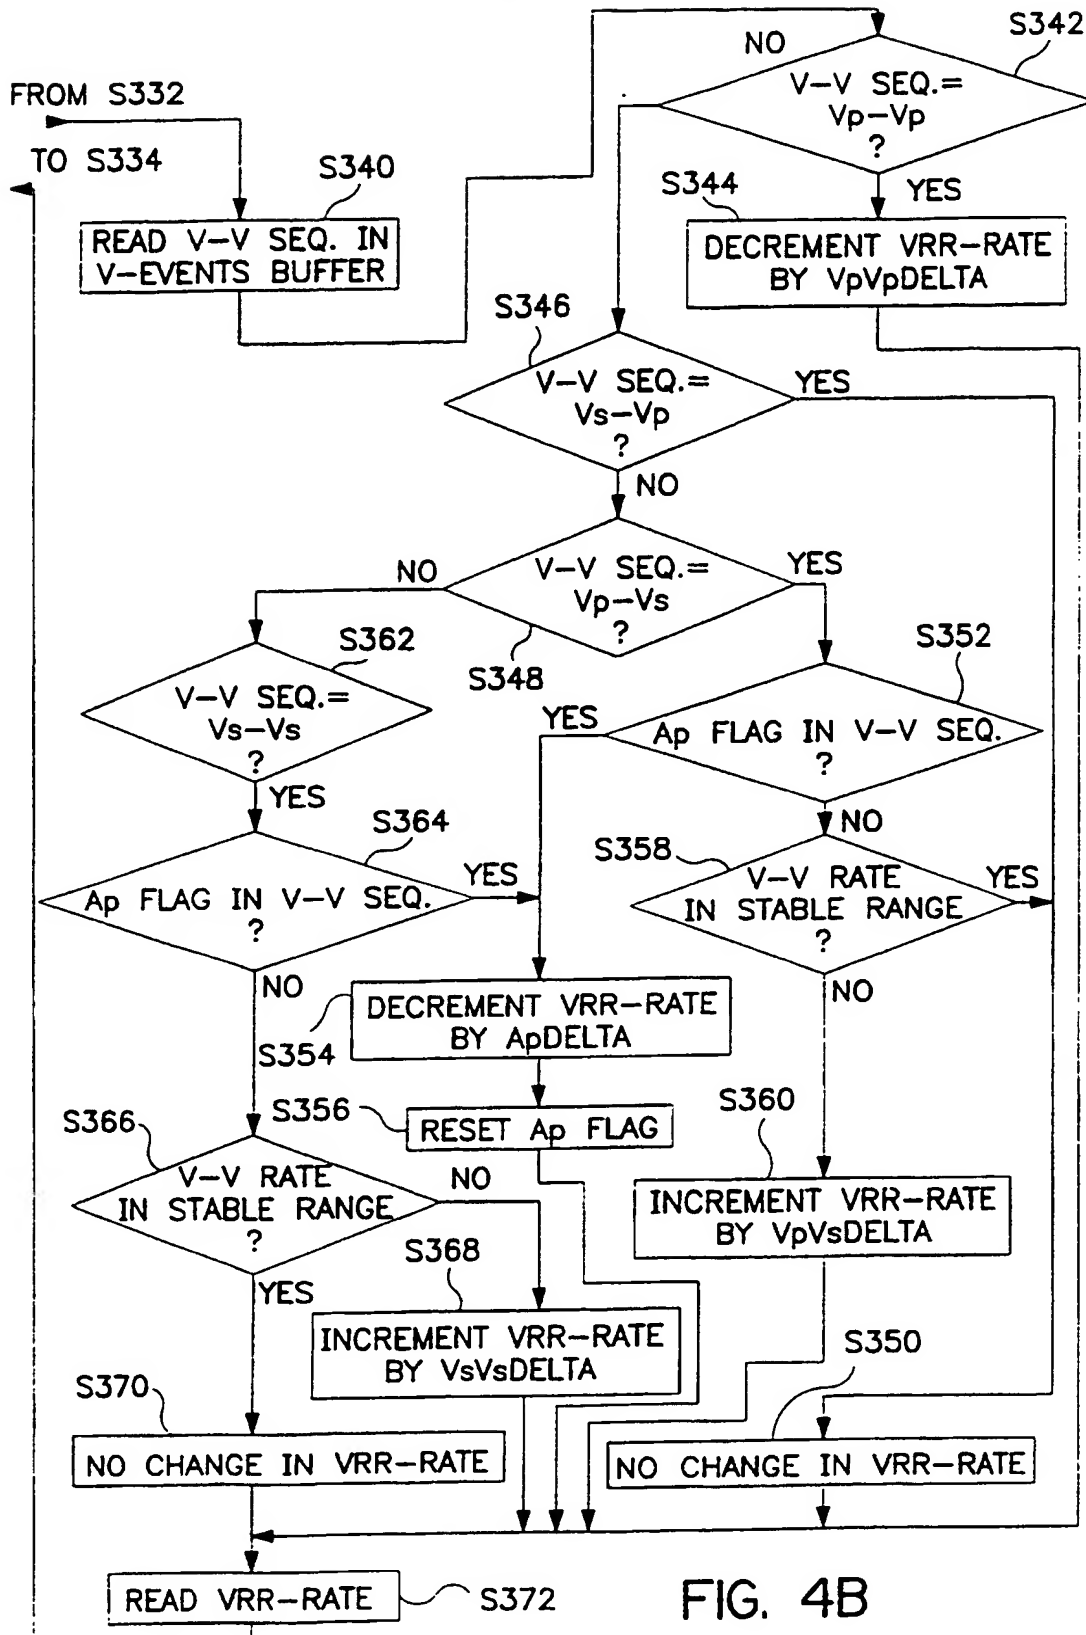 S342
NO
V-V SEQ.=
Vp-Vp
?
FROM S332
TO S334
S340
READ V-V SEQ. IN
V-EVENTS BUFFER
YES
S344
DECREMENT VRR-RATE
BY VpVpDELTA
S346
V-V SEQ.=
Vs-Vp
?
YES
NO
V-V SEQ.=
Vp-Vs
?
NO
YES
S348
S362
V-V SEQ.=
Vs-Vs
?
S352
YES
Ap FLAG IN V-V SEQ.
?
YES
S364
Ap FLAG IN V-V SEQ.
?
YES
NO
S358
V-V RATE
IN STABLE RANGE
?
YES
NO
NO
DECREMENT VRR-RATE
BY ApDELTA
S354
S356
RESET Ap FLAG
S366
V-V RATE
IN STABLE RANGE
?
NO
S360
INCREMENT VRR-RATE
BY VpVsDELTA
YES
S368
INCREMENT VRR-RATE
BY VsVsDELTA
S350
S370
NO CHANGE IN VRR-RATE
NO CHANGE IN VRR-RATE
READ VRR-RATE
S372
FIG. 4B